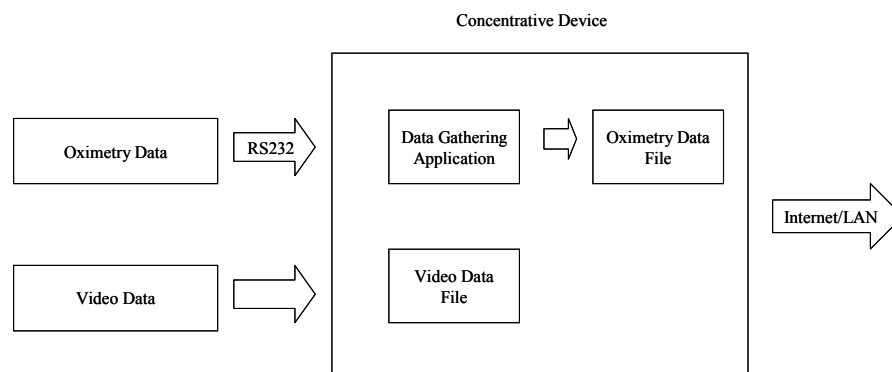 Concentrative Device
Oximetry Data
RS232
Data Gathering
Application
Oximetry Data
File
Internet/LAN
Video Data
Video Data
File